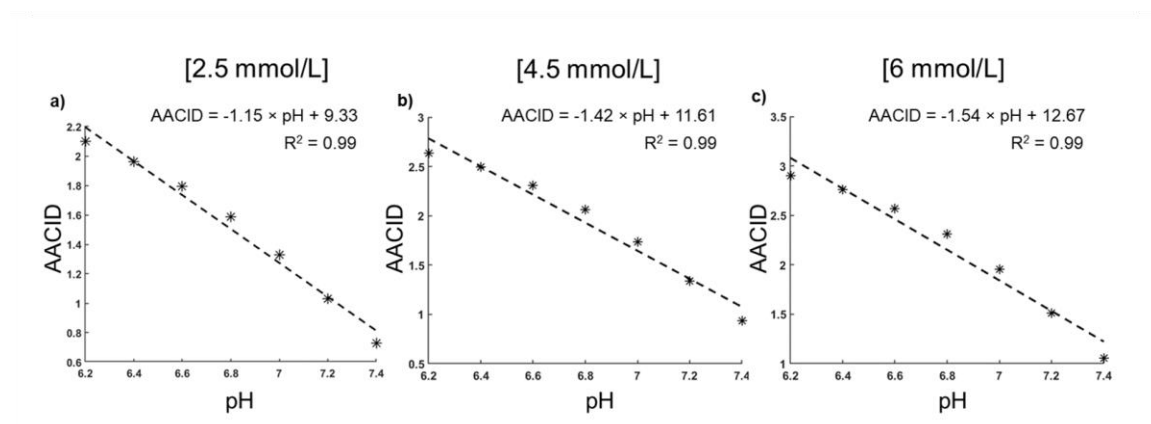 [2.5 mmol/L]
[4.5 mmol/L]
[6 mmol/L]
a)
AACID = -1.15 × pH + 9.33
R² = 0.99
2.2
2
1.8
1.6
1.4
1.2
1
0.8
0.6
AACID
6.2 6.4 6.6 6.8 7 7.2 7.4
pH
b)
AACID = -1.42 × pH + 11.61
R² = 0.99
3
2.5
2
1.5
1
0.5
AACID
6.2 6.4 6.6 6.8 7 7.2 7.4
pH
c)
AACID = -1.54 × pH + 12.67
R² = 0.99
3.5
3
2.5
2
1.5
1
AACID
6.2 6.4 6.6 6.8 7 7.2 7.4
pH